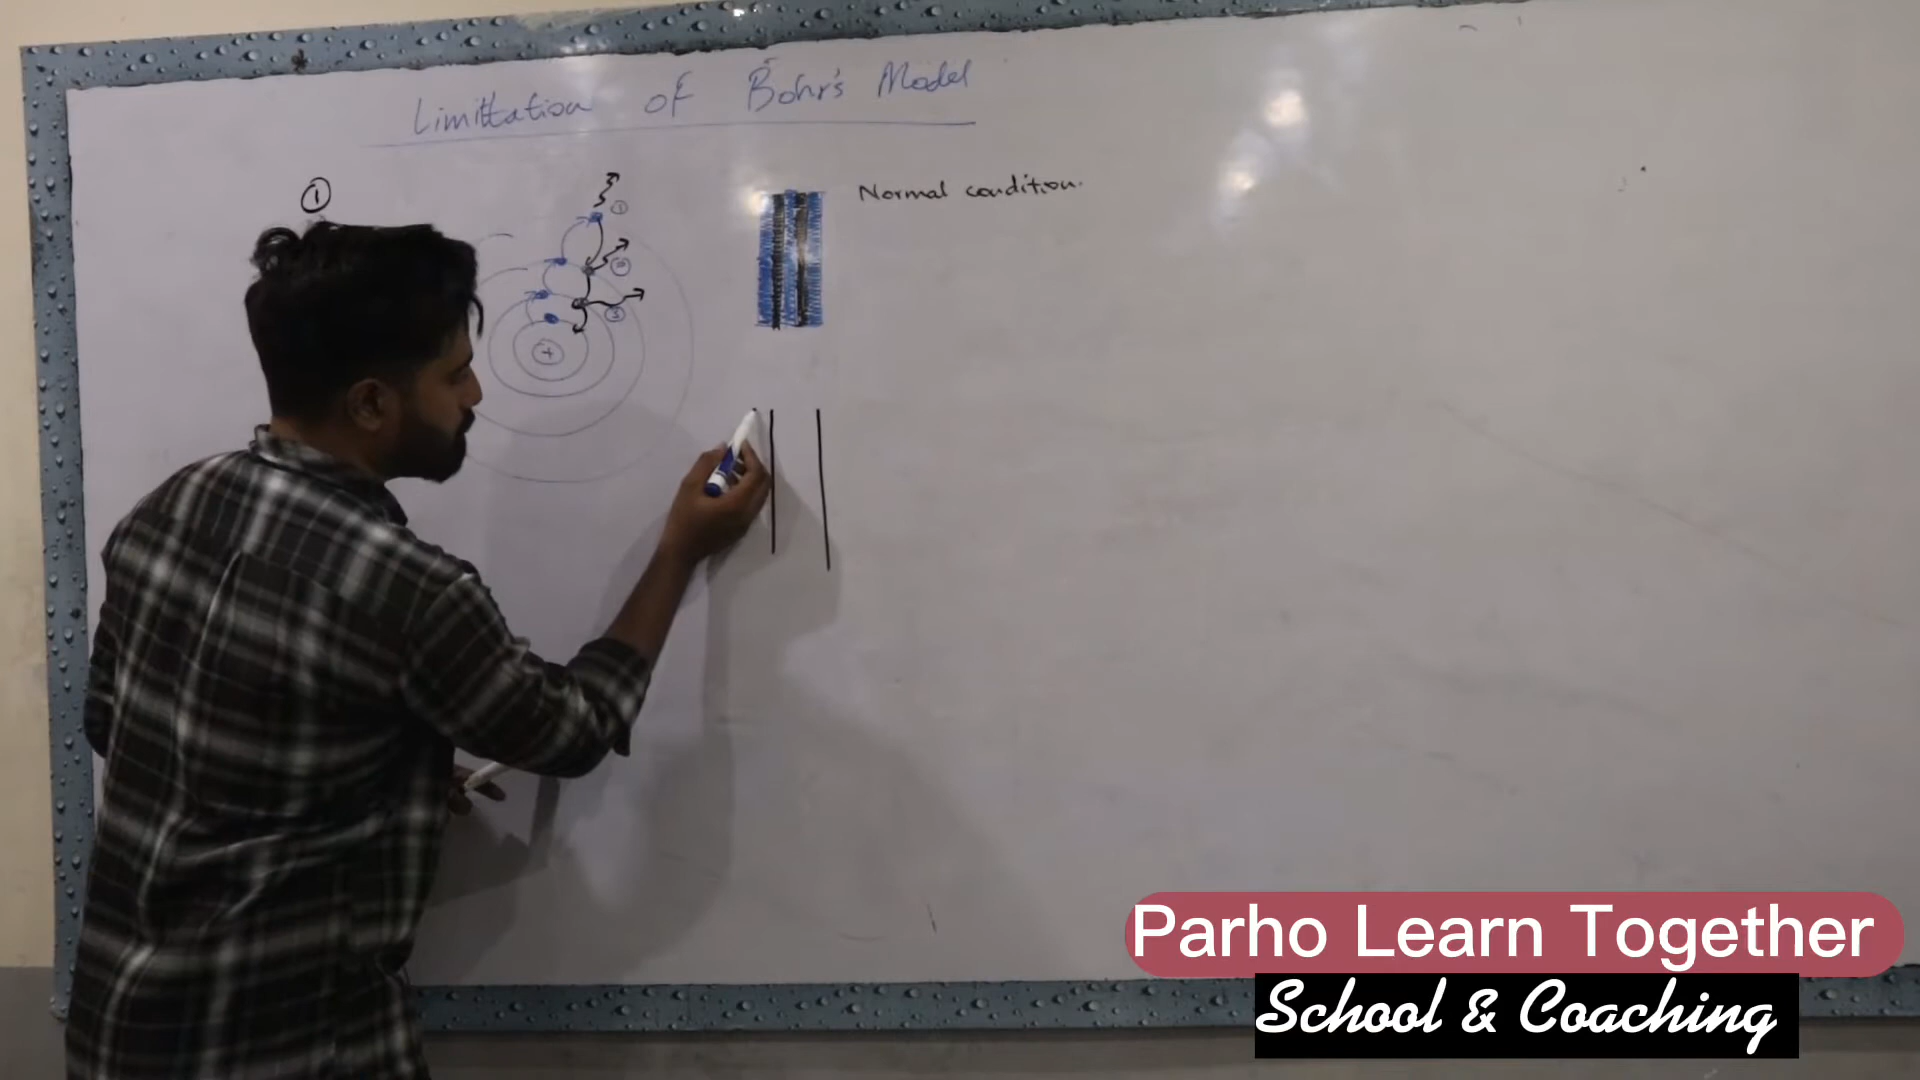 Limittation of Bohr's Model
①
Normal condition.
+
Parho Learn Together
School & Coaching